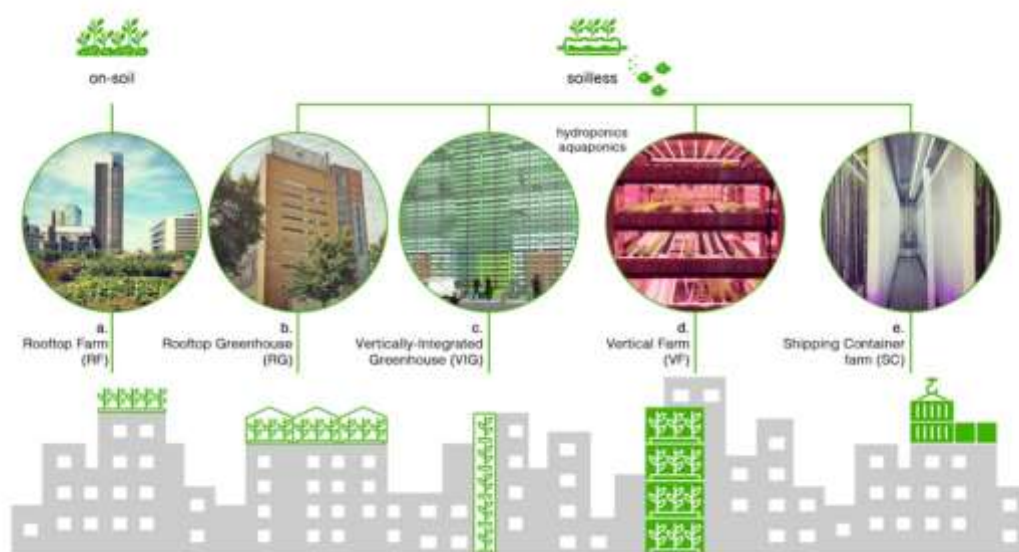 on-soil
soilless
hydroponics
aquaponics
a.
Rooftop Farm
(RF)
b.
Rooftop Greenhouse
(RG)
c.
Vertically-Integrated
Greenhouse (VIG)
d.
Vertical Farm
(VF)
e.
Shipping Container
farm (SC)